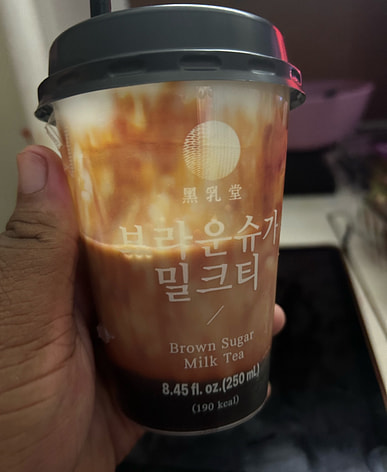 黑乳堂
브라운슈가
밀크티
Brown Sugar
Milk Tea
8.45 fl. oz.(250 mL)
(190 kcal)